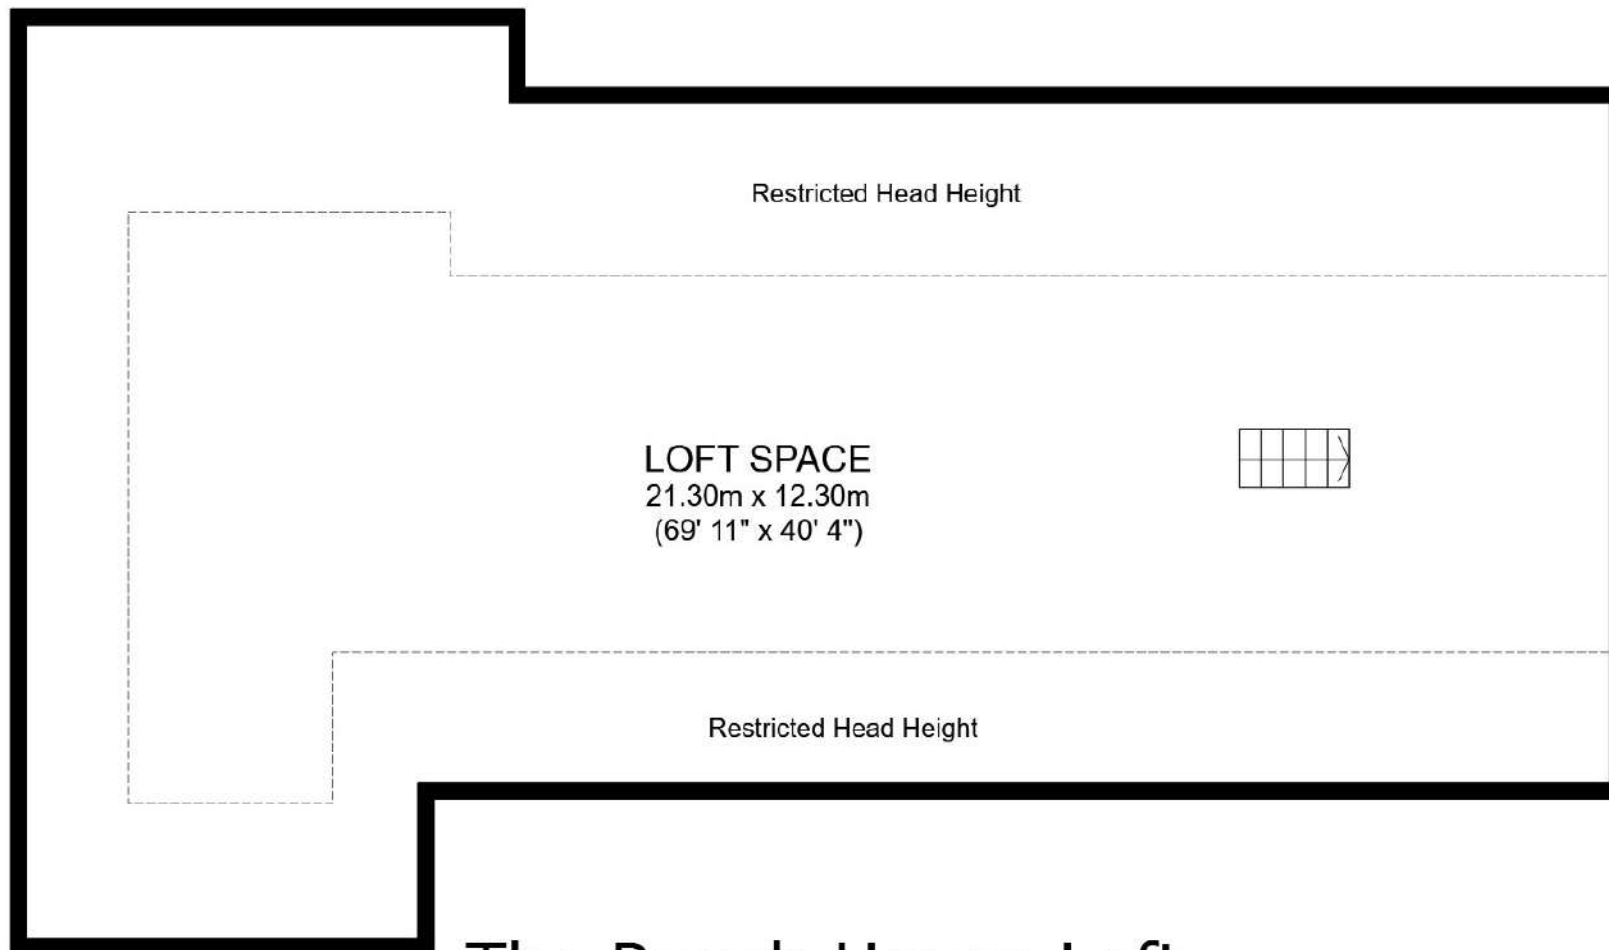 Restricted Head Height
LOFT SPACE
21.30m x 12.30m
(69' 11" x 40' 4")
Restricted Head Height